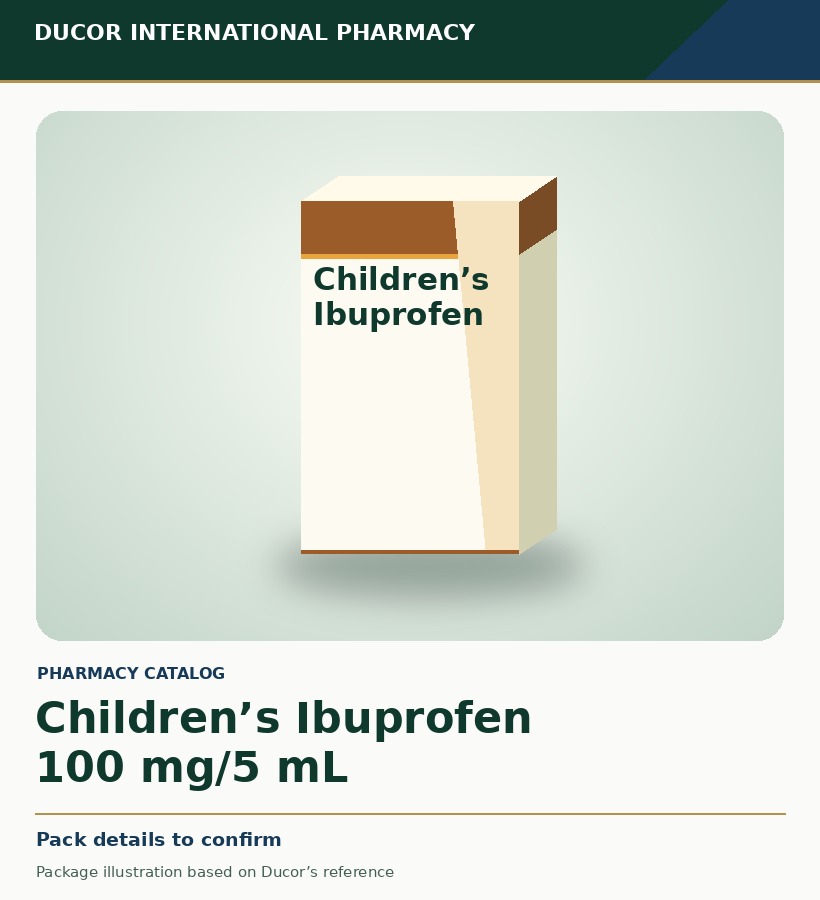 DUCOR INTERNATIONAL PHARMACY
Children’s
Ibuprofen
PHARMACY CATALOG
Children’s Ibuprofen
100 mg/5 mL
Pack details to confirm
Package illustration based on Ducor’s reference